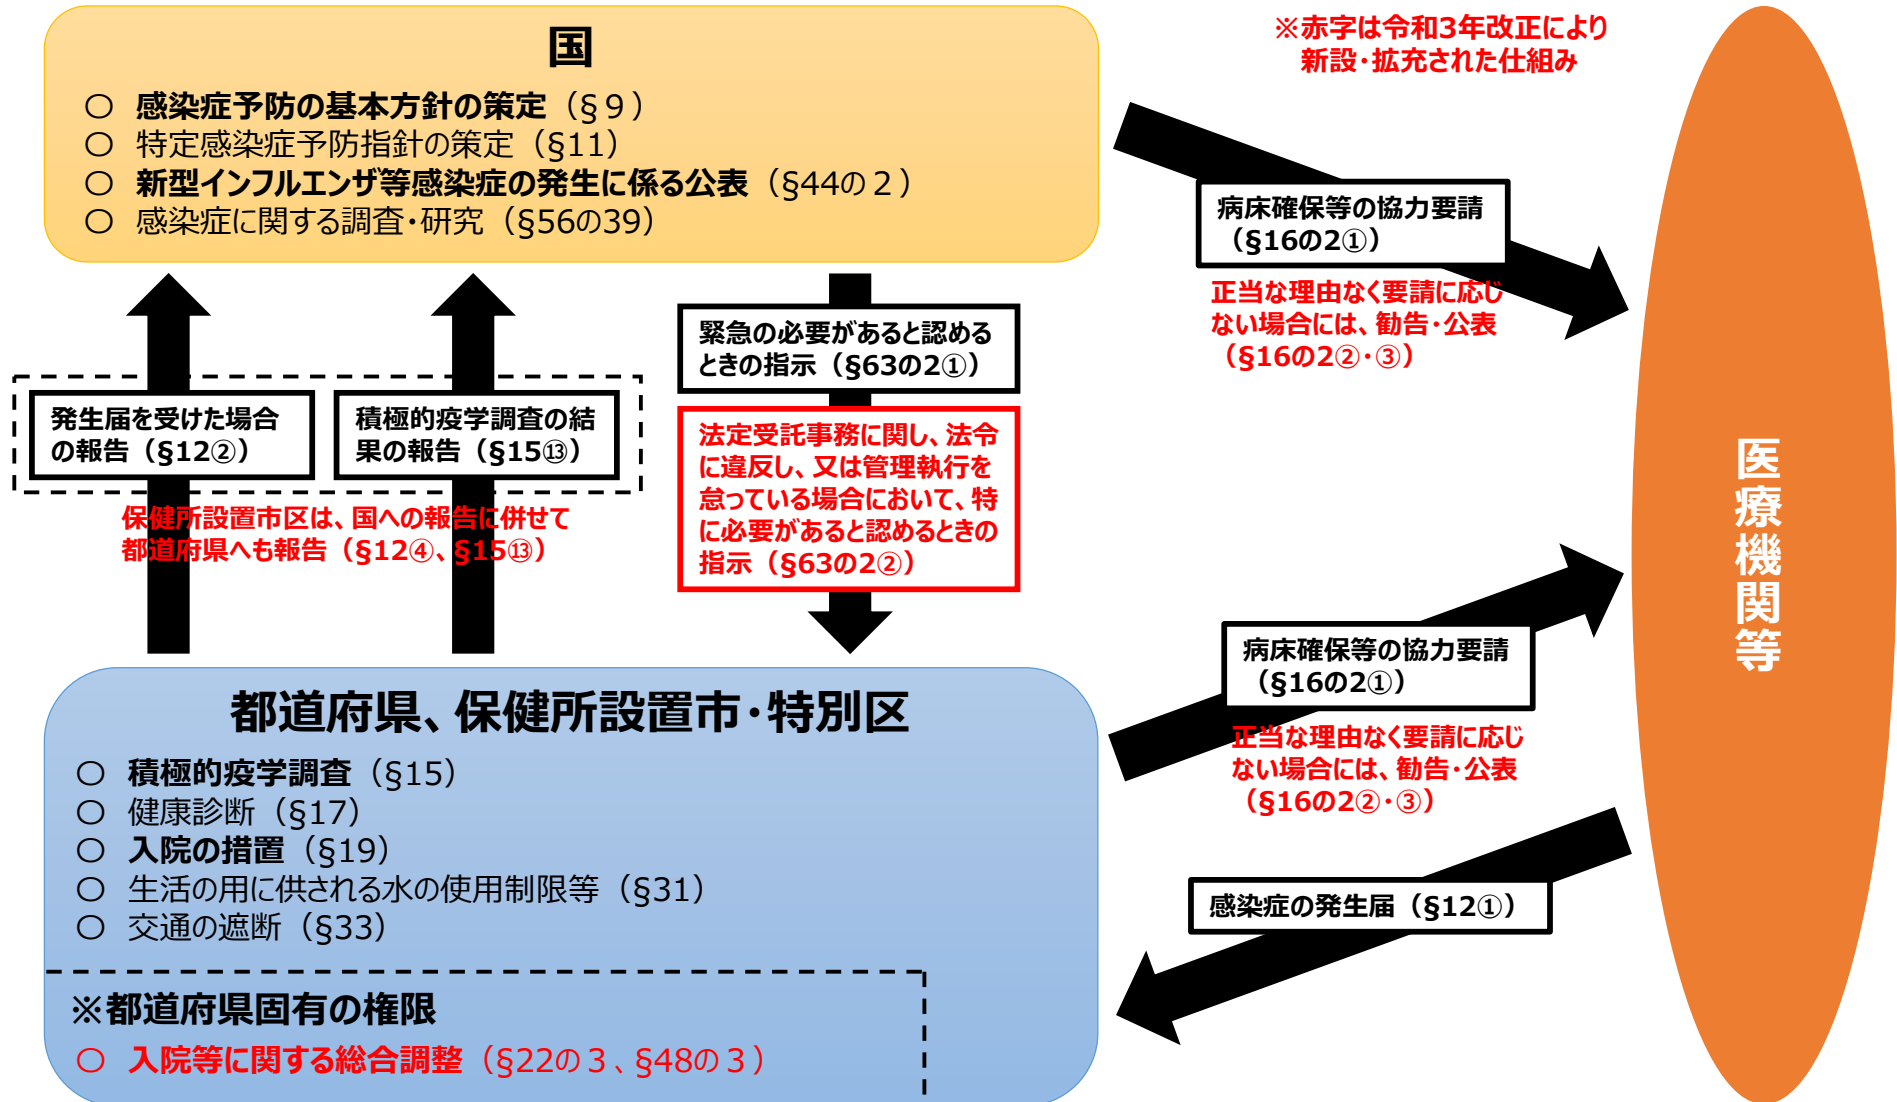 国
○ 感染症予防の基本方針の策定（§９）
○ 特定感染症予防指針の策定（§11）
○ 新型インフルエンザ等感染症の発生に係る公表（§44の２）
○ 感染症に関する調査・研究（§56の39）
※赤字は令和3年改正により
新設・拡充された仕組み
病床確保等の協力要請
（§16の2①）
正当な理由なく要請に応じ
ない場合には、勧告・公表
（§16の2②・③）
緊急の必要があると認める
ときの指示（§63の2①）
発生届を受けた場合
の報告（§12②）
積極的疫学調査の結
果の報告（§15⑬）
保健所設置市区は、国への報告に併せて
都道府県へも報告（§12④、§15⑬）
法定受託事務に関し、法令
に違反し、又は管理執行を
怠っている場合において、特
に必要があると認めるときの
指示（§63の2②）
医療機関等
都道府県、保健所設置市・特別区
○ 積極的疫学調査（§15）
○ 健康診断（§17）
○ 入院の措置（§19）
○ 生活の用に供される水の使用制限等（§31）
○ 交通の遮断（§33）
※都道府県固有の権限
○ 入院等に関する総合調整（§22の３、§48の３）
病床確保等の協力要請
（§16の2①）
正当な理由なく要請に応じ
ない場合には、勧告・公表
（§16の2②・③）
感染症の発生届（§12①）